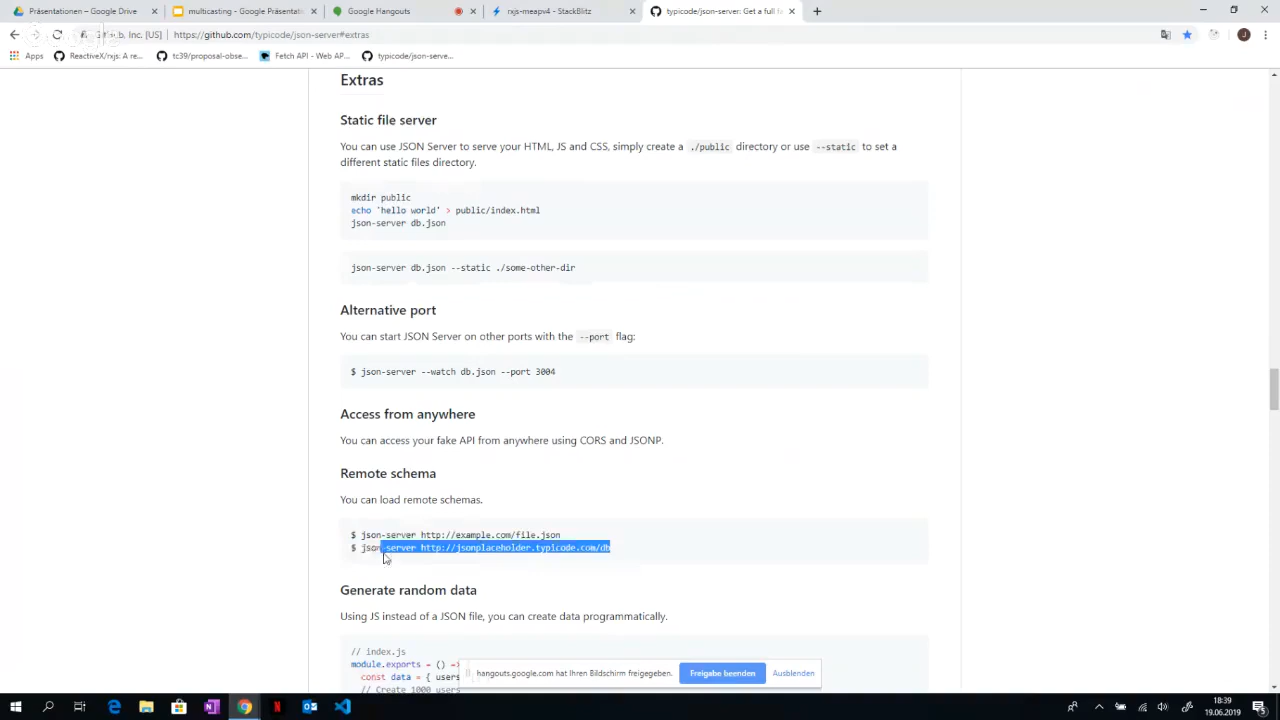 Präsentationen - Google Drive
multicasting - Google Präsentat
Google Hangouts
rxjs-meapv4 - StackBlitz
typicode/json-server: Get a full fa
https://github.com/typicode/json-server#extras
b, Inc. [US]
Apps
ReactiveX/rxjs: A re...
tc39/proposal-obse...
Fetch API - Web AP...
typicode/json-serve...
J
Extras
Static file server
You can use JSON Server to serve your HTML, JS and CSS, simply create a ./public directory or use --static to set a
different static files directory.
mkdir public
echo 'hello world' > public/index.html
json-server db.json
json-server db.json --static ./some-other-dir
Alternative port
You can start JSON Server on other ports with the --port flag:
$ json-server --watch db.json --port 3004
Access from anywhere
You can access your fake API from anywhere using CORS and JSONP.
Remote schema
You can load remote schemas.
$ json-server http://example.com/file.json
$ json-server http://jsonplaceholder.typicode.com/db
Generate random data
Using JS instead of a JSON file, you can create data programmatically.
// index.js
module.exports = () =>
const data = { users
// Create 1000 users
hangouts.google.com hat Ihren Bildschirm freigegeben.
Freigabe beenden
Ausblenden
18:39
19.06.2019